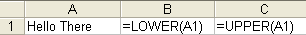 A B C
1 Hello There =LOWER(A1) =UPPER(A1)